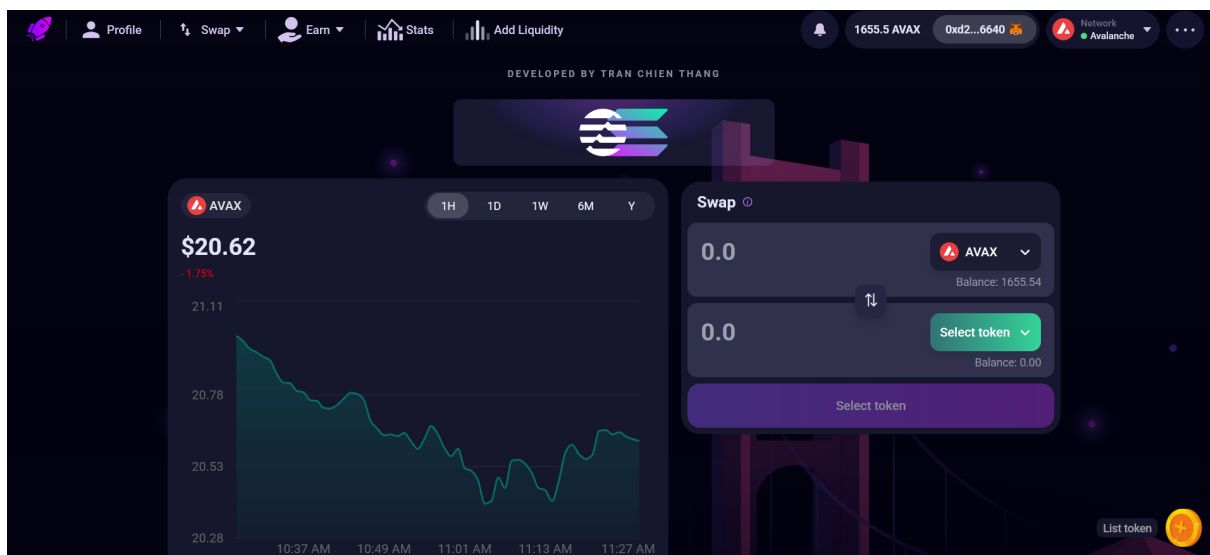 Profile
Swap
Earn
Stats
Add Liquidity
1655.5 AVAX
0xd2...6640
Network
Avalanche
DEVELOPED BY TRAN CHIEN THANG
AVAX
1H 1D 1W 6M Y
$20.62
- 1.75%
21.11
20.78
20.53
20.28
10:37 AM 10:49 AM 11:01 AM 11:13 AM 11:27 AM
Swap
0.0
AVAX
Balance: 1655.54
0.0
Select token
Balance: 0.00
Select token
List token